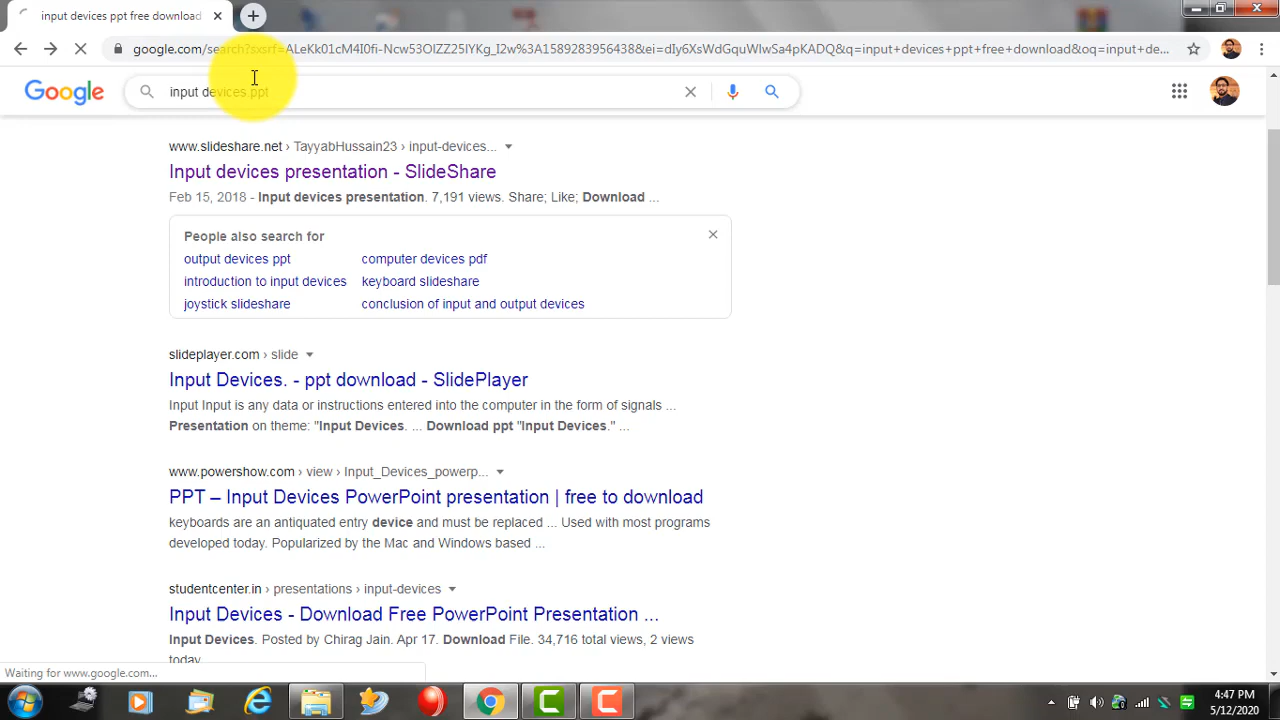 input devices ppt free download
google.com/search?sxsrf=ALeKk01cM4I0fi-Ncw53OlZZ25lYKg_I2w%3A1589283956438&ei=dIy6XsWdGquWlwSa4pKADQ&q=input+devices+ppt+free+download&oq=input+de...
Google
input devices ppt
www.slideshare.net › TayyabHussain23 › input-devices...
Input devices presentation - SlideShare
Feb 15, 2018 - Input devices presentation. 7,191 views. Share; Like; Download ...
People also search for
output devices ppt computer devices pdf
introduction to input devices keyboard slideshare
joystick slideshare conclusion of input and output devices
slideplayer.com › slide
Input Devices. - ppt download - SlidePlayer
Input Input is any data or instructions entered into the computer in the form of signals ...
Presentation on theme: "Input Devices. ... Download ppt "Input Devices." ...
www.powershow.com › view › Input_Devices_powerp...
PPT – Input Devices PowerPoint presentation | free to download
keyboards are an antiquated entry device and must be replaced ... Used with most programs
developed today. Popularized by the Mac and Windows based ...
studentcenter.in › presentations › input-devices
Input Devices - Download Free PowerPoint Presentation ...
Input Devices. Posted by Chirag Jain. Apr 17. Download File. 34,716 total views, 2 views
today.
Waiting for www.google.com...
4:47 PM
5/12/2020